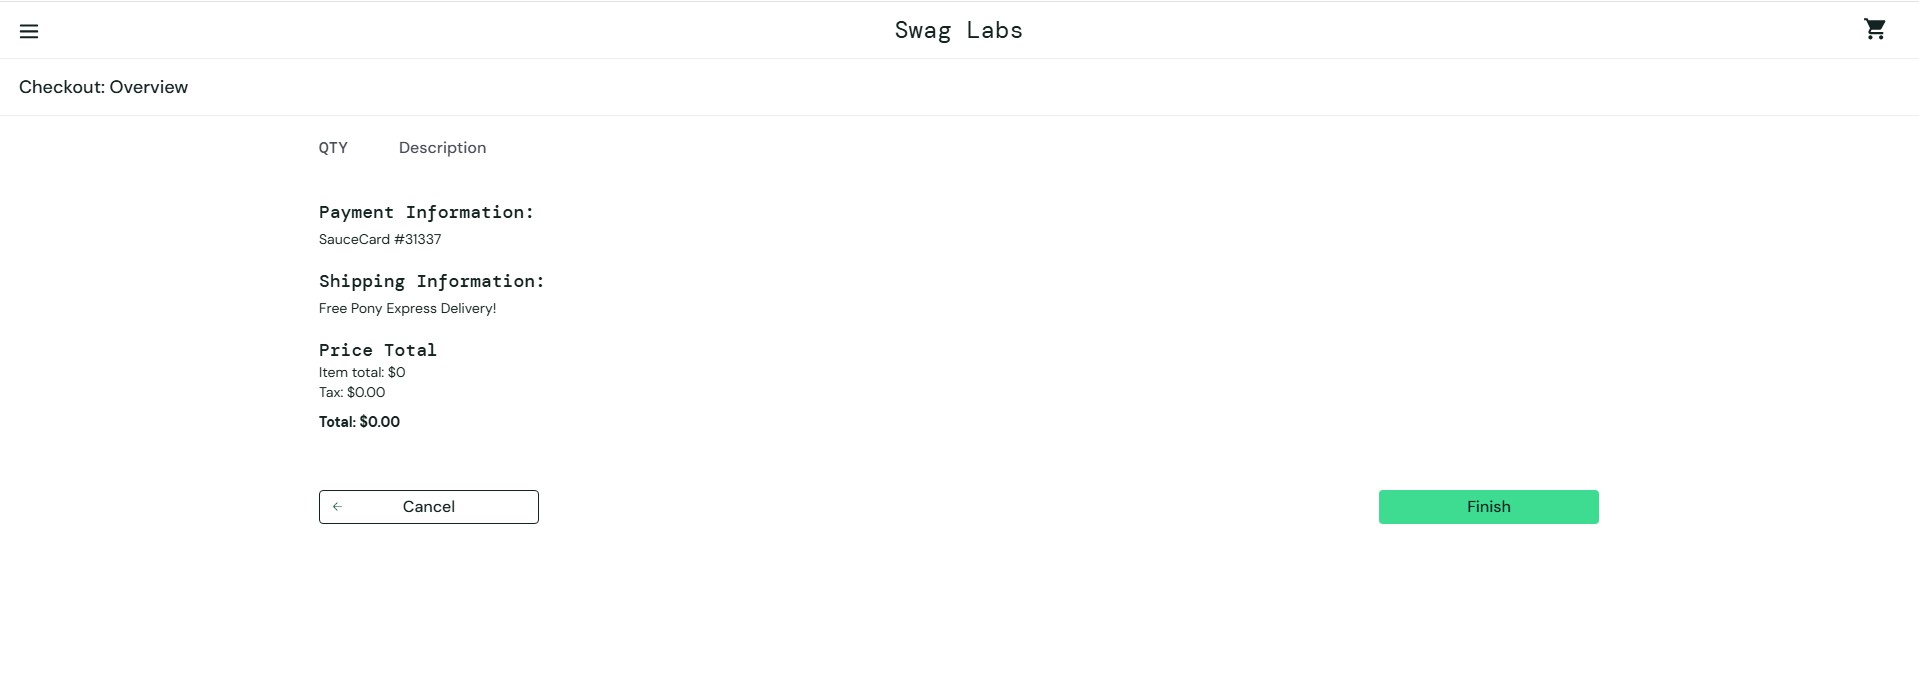 Swag Labs
Checkout: Overview
QTY Description
Payment Information:
SauceCard #31337
Shipping Information:
Free Pony Express Delivery!
Price Total
Item total: $0
Tax: $0.00
Total: $0.00
Cancel Finish